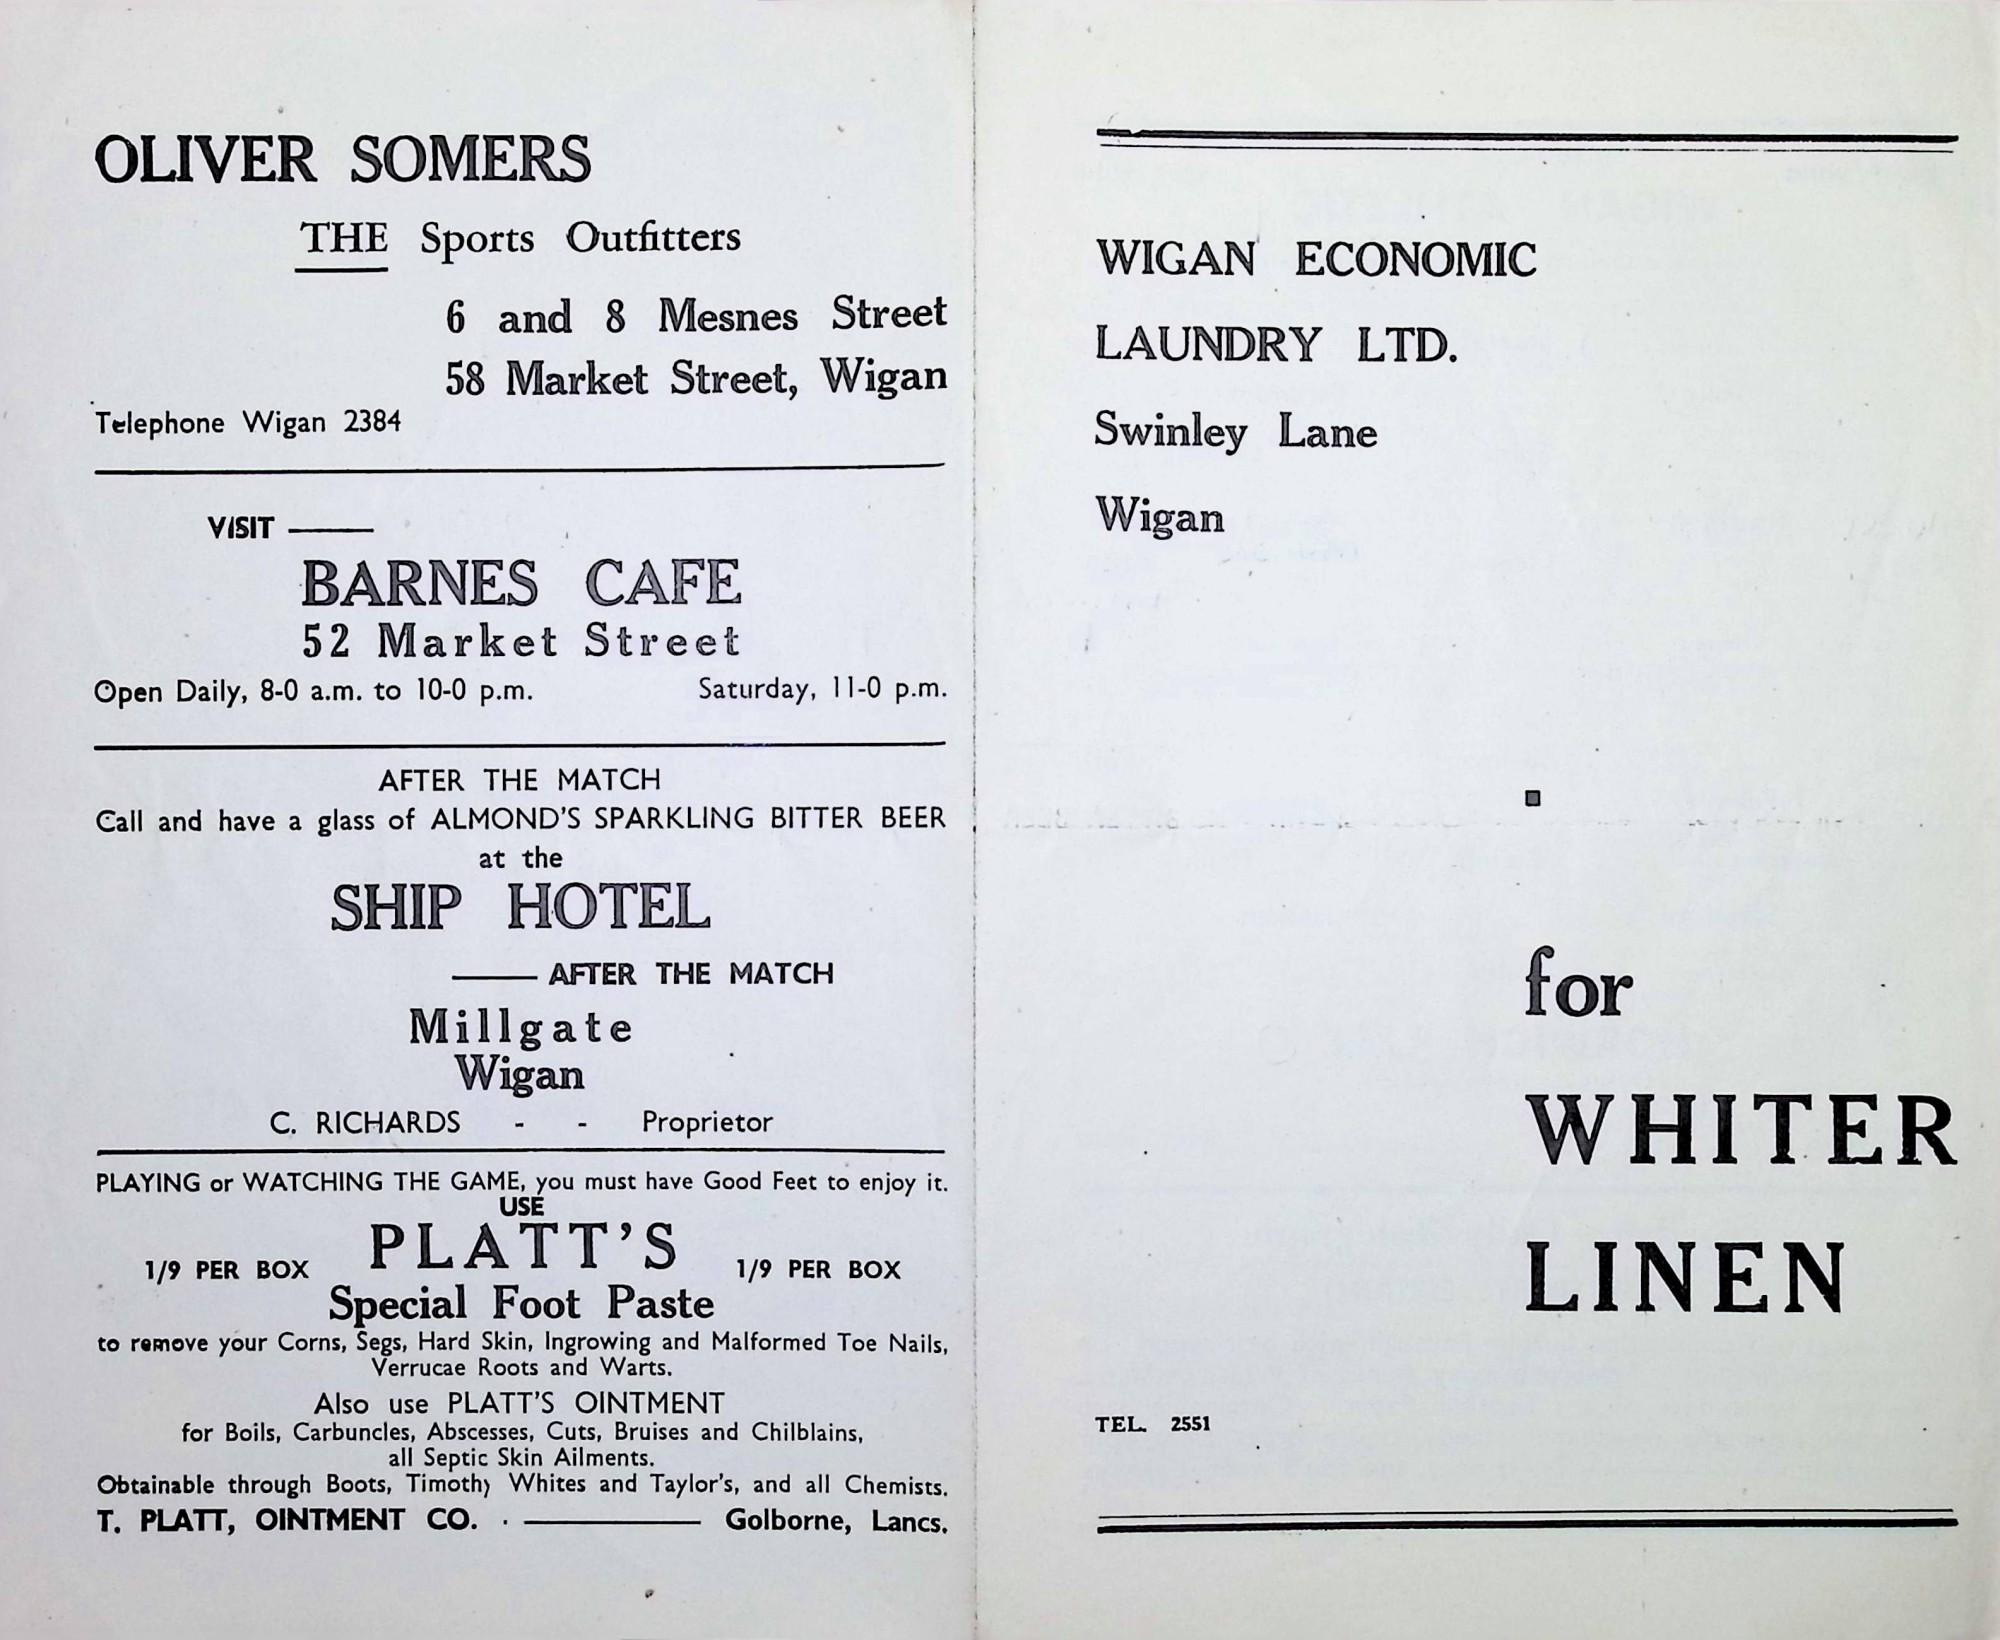 OLIVER SOMERS
THE Sports Outfitters
6 and 8 Mesnes Street
58 Market Street, Wigan
Telephone Wigan 2384
VISIT ——
BARNES CAFE
52 Market Street
Open Daily, 8-0 a.m. to 10-0 p.m. Saturday, 11-0 p.m.
AFTER THE MATCH
Call and have a glass of ALMOND'S SPARKLING BITTER BEER
at the
SHIP HOTEL
—— AFTER THE MATCH
Millgate
Wigan
C. RICHARDS - - Proprietor
PLAYING or WATCHING THE GAME, you must have Good Feet to enjoy it.
USE
PLATT'S
1/9 PER BOX 1/9 PER BOX
Special Foot Paste
to remove your Corns, Segs, Hard Skin, Ingrowing and Malformed Toe Nails,
Verrucae Roots and Warts.
Also use PLATT'S OINTMENT
for Boils, Carbuncles, Abscesses, Cuts, Bruises and Chilblains,
all Septic Skin Ailments.
Obtainable through Boots, Timothy Whites and Taylor's, and all Chemists.
T. PLATT, OINTMENT CO. · —— Golborne, Lancs.
WIGAN ECONOMIC
LAUNDRY LTD.
Swinley Lane
Wigan
for
WHITER
LINEN
TEL. 2551